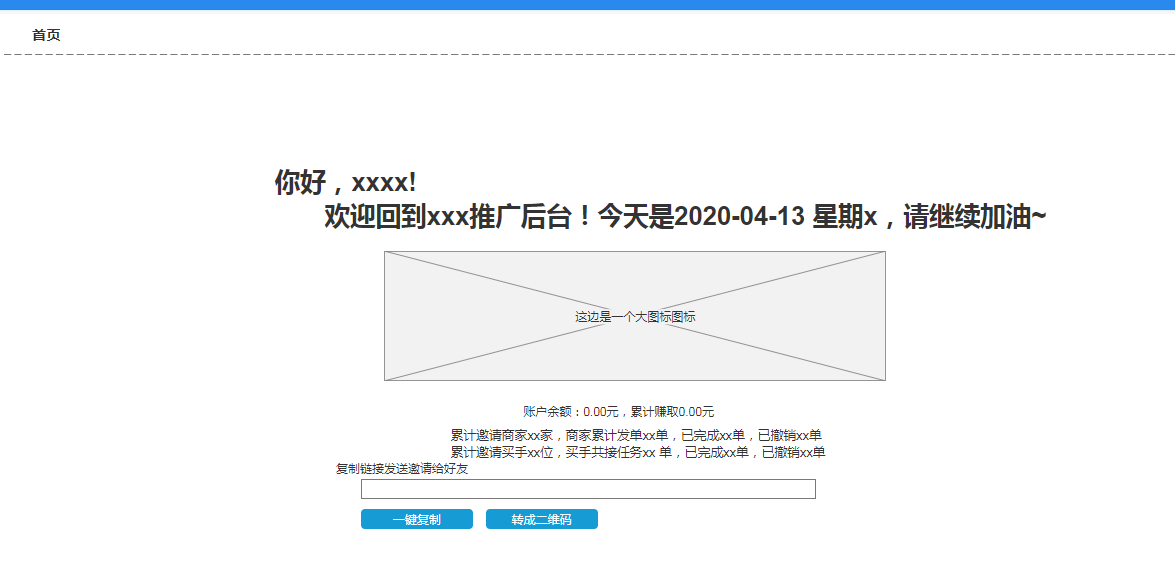 首页
你好，xxxx!
欢迎回到xxx推广后台！今天是2020-04-13 星期x，请继续加油~
这边是一个大图标图标
账户余额：0.00元，累计赚取0.00元
累计邀请商家xx家，商家累计发单xx单，已完成xx单，已撤销xx单
累计邀请买手xx位，买手共接任务xx 单，已完成xx单，已撤销xx单
复制链接发送邀请给好友
一键复制 转成二维码